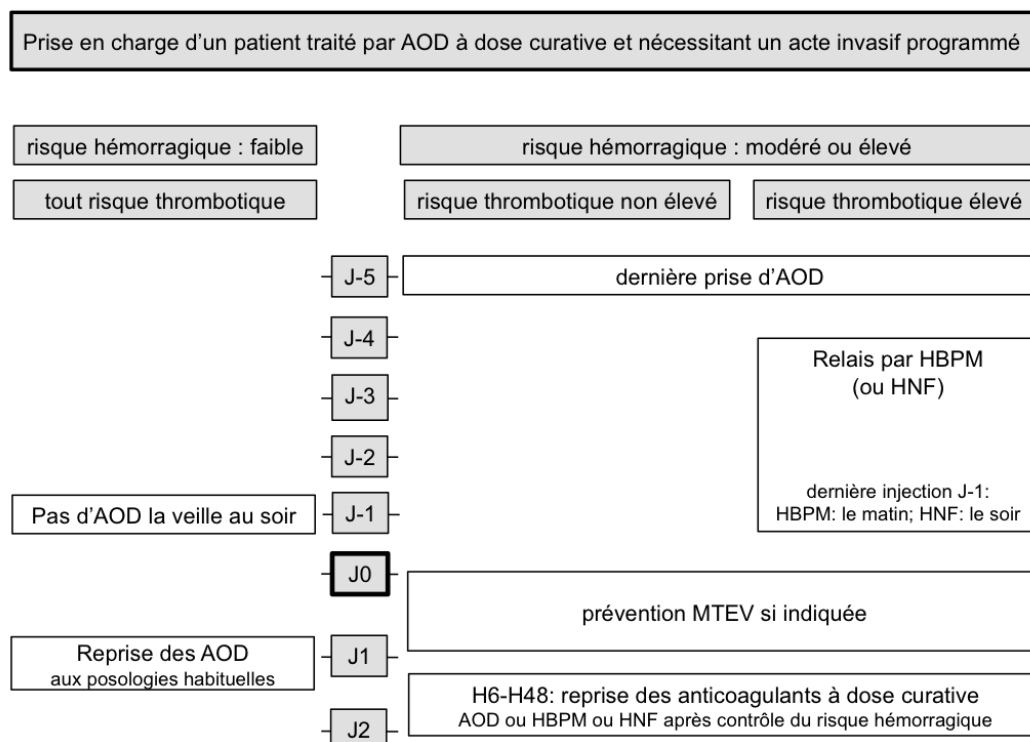 Prise en charge d'un patient traité par AOD à dose curative et nécessitant un acte invasif programmé
risque hémorragique : faible
risque hémorragique : modéré ou élevé
tout risque thrombotique
risque thrombotique non élevé
risque thrombotique élevé
J-5
dernière prise d'AOD
J-4
Relais par HBPM
(ou HNF)
J-3
J-2
dernière injection J-1:
HBPM: le matin; HNF: le soir
Pas d'AOD la veille au soir
J-1
J0
prévention MTEV si indiquée
Reprise des AOD
aux posologies habituelles
J1
H6-H48: reprise des anticoagulants à dose curative
AOD ou HBPM ou HNF après contrôle du risque hémorragique
J2